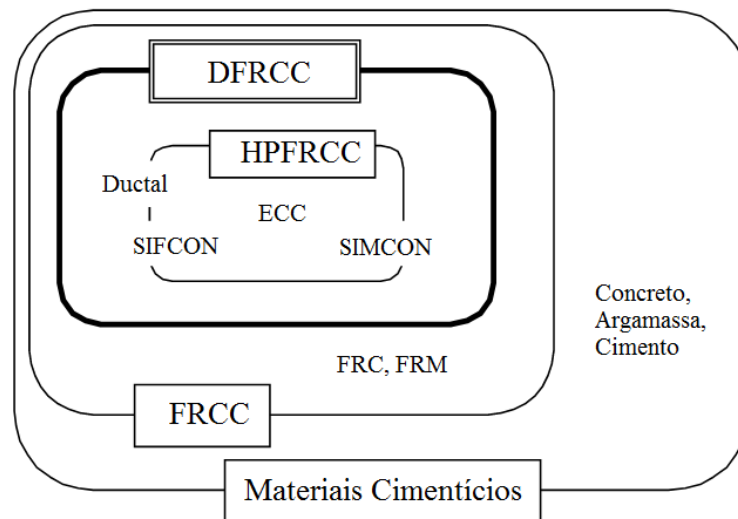 DFRCC
HPFRCC
Ductal
ECC
SIFCON
SIMCON
Concreto,
Argamassa,
Cimento
FRC, FRM
FRCC
Materiais Cimentícios